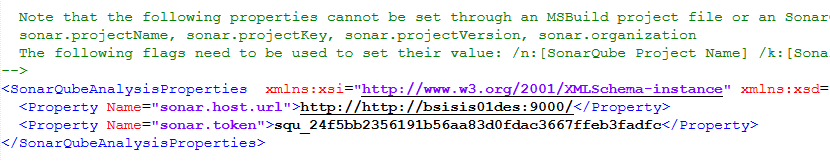 Note that the following properties cannot be set through an MSBuild project file or an Sonar
sonar.projectName, sonar.projectKey, sonar.projectVersion, sonar.organization
The following flags need to be used to set their value: /n:[SonarQube Project Name] /k:[Sona
-->
<SonarQubeAnalysisProperties  xmlns:xsi="http://www.w3.org/2001/XMLSchema-instance" xmlns:xsd=
<Property Name="sonar.host.url">http://http://bsisis01des:9000/</Property>
<Property Name="sonar.token">squ_24f5bb2356191b56aa83d0fdac3667ffeb3fadfc</Property>
</SonarQubeAnalysisProperties>